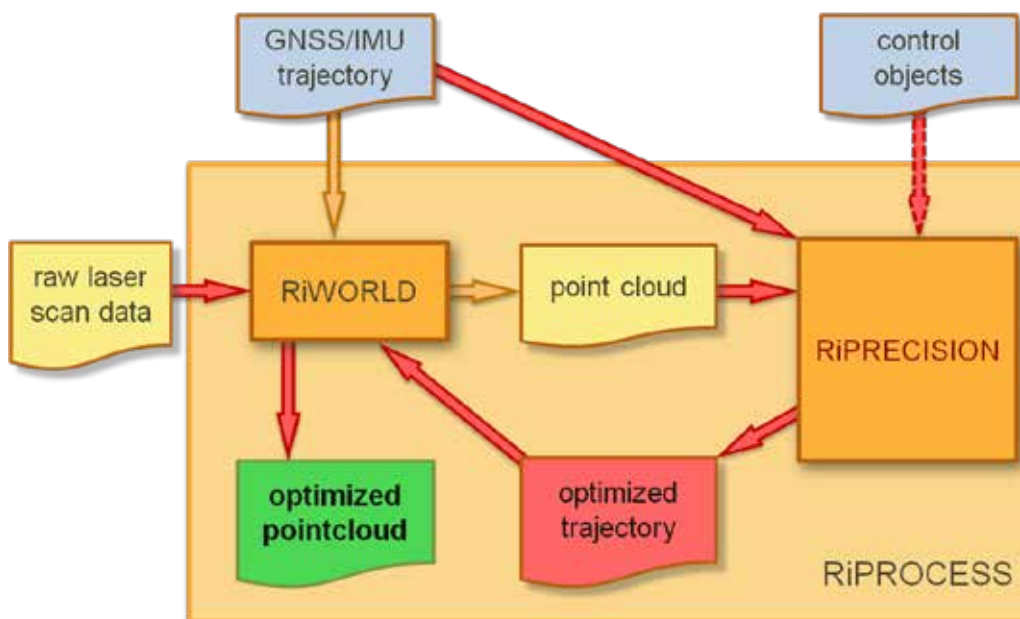 GNSS/IMU
trajectory
control
objects
raw laser
scan data
RiWORLD
point cloud
RiPRECISION
optimized
pointcloud
optimized
trajectory
RiPROCESS